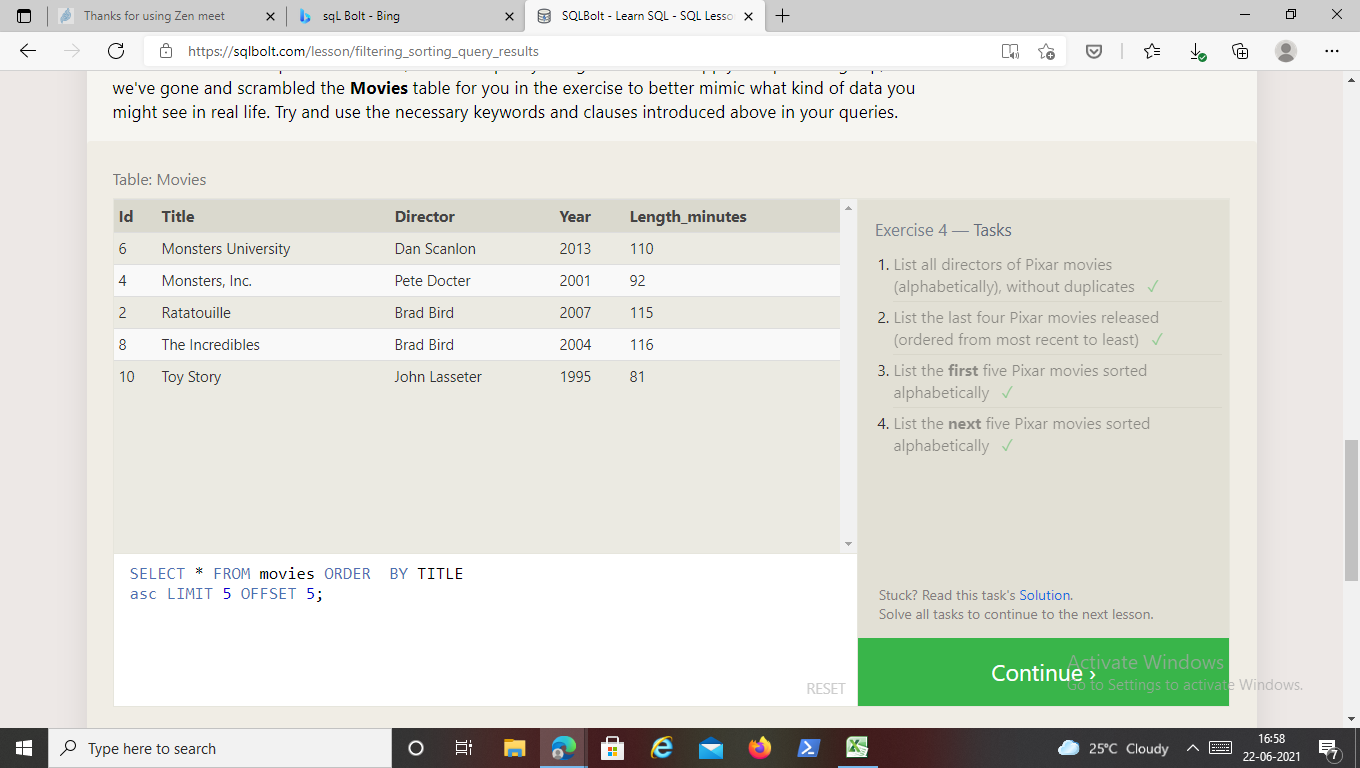 Thanks for using Zen meet
sqL Bolt - Bing
SQLBolt - Learn SQL - SQL Lesso
https://sqlbolt.com/lesson/filtering_sorting_query_results
we've gone and scrambled the Movies table for you in the exercise to better mimic what kind of data you
might see in real life. Try and use the necessary keywords and clauses introduced above in your queries.
Table: Movies
Id Title Director Year Length_minutes
6 Monsters University Dan Scanlon 2013 110
4 Monsters, Inc. Pete Docter 2001 92
2 Ratatouille Brad Bird 2007 115
8 The Incredibles Brad Bird 2004 116
10 Toy Story John Lasseter 1995 81
SELECT * FROM movies ORDER  BY TITLE
asc LIMIT 5 OFFSET 5;
RESET
Exercise 4 — Tasks
1. List all directors of Pixar movies
(alphabetically), without duplicates ✓
2. List the last four Pixar movies released
(ordered from most recent to least) ✓
3. List the first five Pixar movies sorted
alphabetically ✓
4. List the next five Pixar movies sorted
alphabetically ✓
Stuck? Read this task's Solution.
Solve all tasks to continue to the next lesson.
Continue ›
Activate Windows
Go to Settings to activate Windows.
Type here to search
25°C Cloudy
16:58
22-06-2021
7